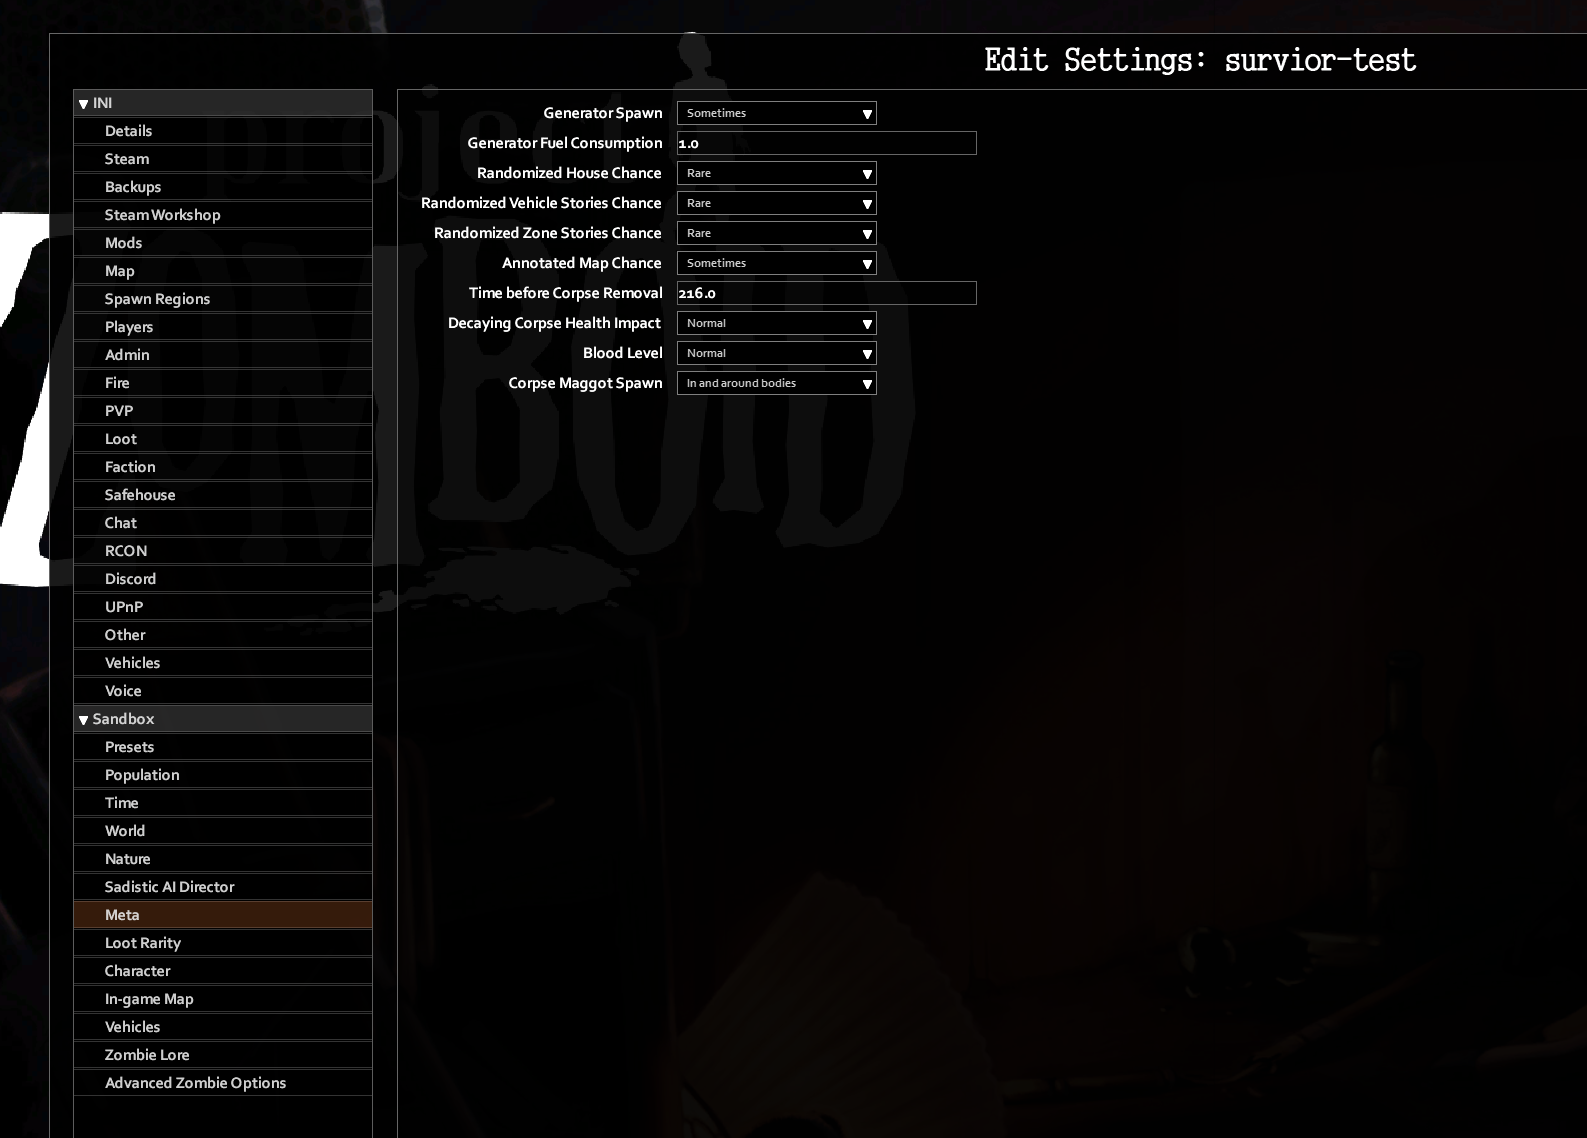 Edit Settings: survior-test
INI
Details
Steam
Backups
Steam Workshop
Mods
Map
Spawn Regions
Players
Admin
Fire
PVP
Loot
Faction
Safehouse
Chat
RCON
Discord
UPnP
Other
Vehicles
Voice
Sandbox
Presets
Population
Time
World
Nature
Sadistic AI Director
Meta
Loot Rarity
Character
In-game Map
Vehicles
Zombie Lore
Advanced Zombie Options
Generator Spawn Sometimes
Generator Fuel Consumption 1.0
Randomized House Chance Rare
Randomized Vehicle Stories Chance Rare
Randomized Zone Stories Chance Rare
Annotated Map Chance Sometimes
Time before Corpse Removal 216.0
Decaying Corpse Health Impact Normal
Blood Level Normal
Corpse Maggot Spawn In and around bodies
project
ZOMBOID